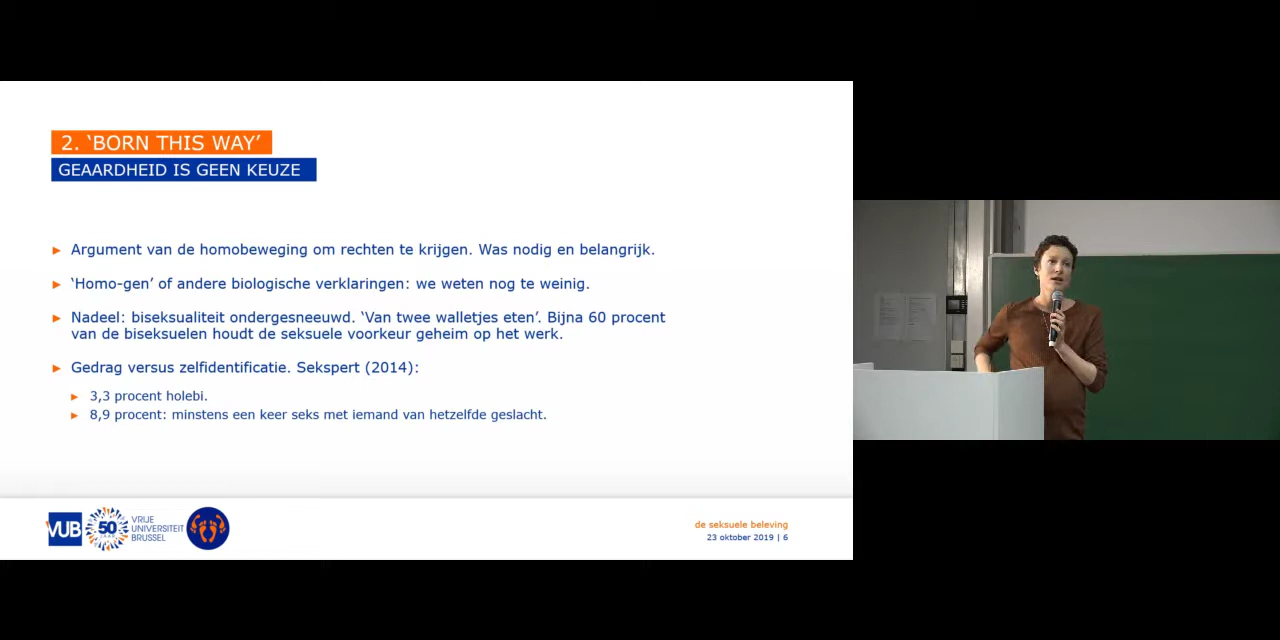 2. ‘BORN THIS WAY’
GEAARDHEID IS GEEN KEUZE
Argument van de homobeweging om rechten te krijgen. Was nodig en belangrijk.
‘Homo-gen’ of andere biologische verklaringen: we weten nog te weinig.
Nadeel: biseksualiteit ondergesneeuwd. ‘Van twee walletjes eten’. Bijna 60 procent
van de biseksuelen houdt de seksuele voorkeur geheim op het werk.
Gedrag versus zelfidentificatie. Sekspert (2014):
3,3 procent holebi.
8,9 procent: minstens een keer seks met iemand van hetzelfde geslacht.
VUB
50
JAAR
VRIJE
UNIVERSITEIT
BRUSSEL
de seksuele beleving
23 oktober 2019 | 6